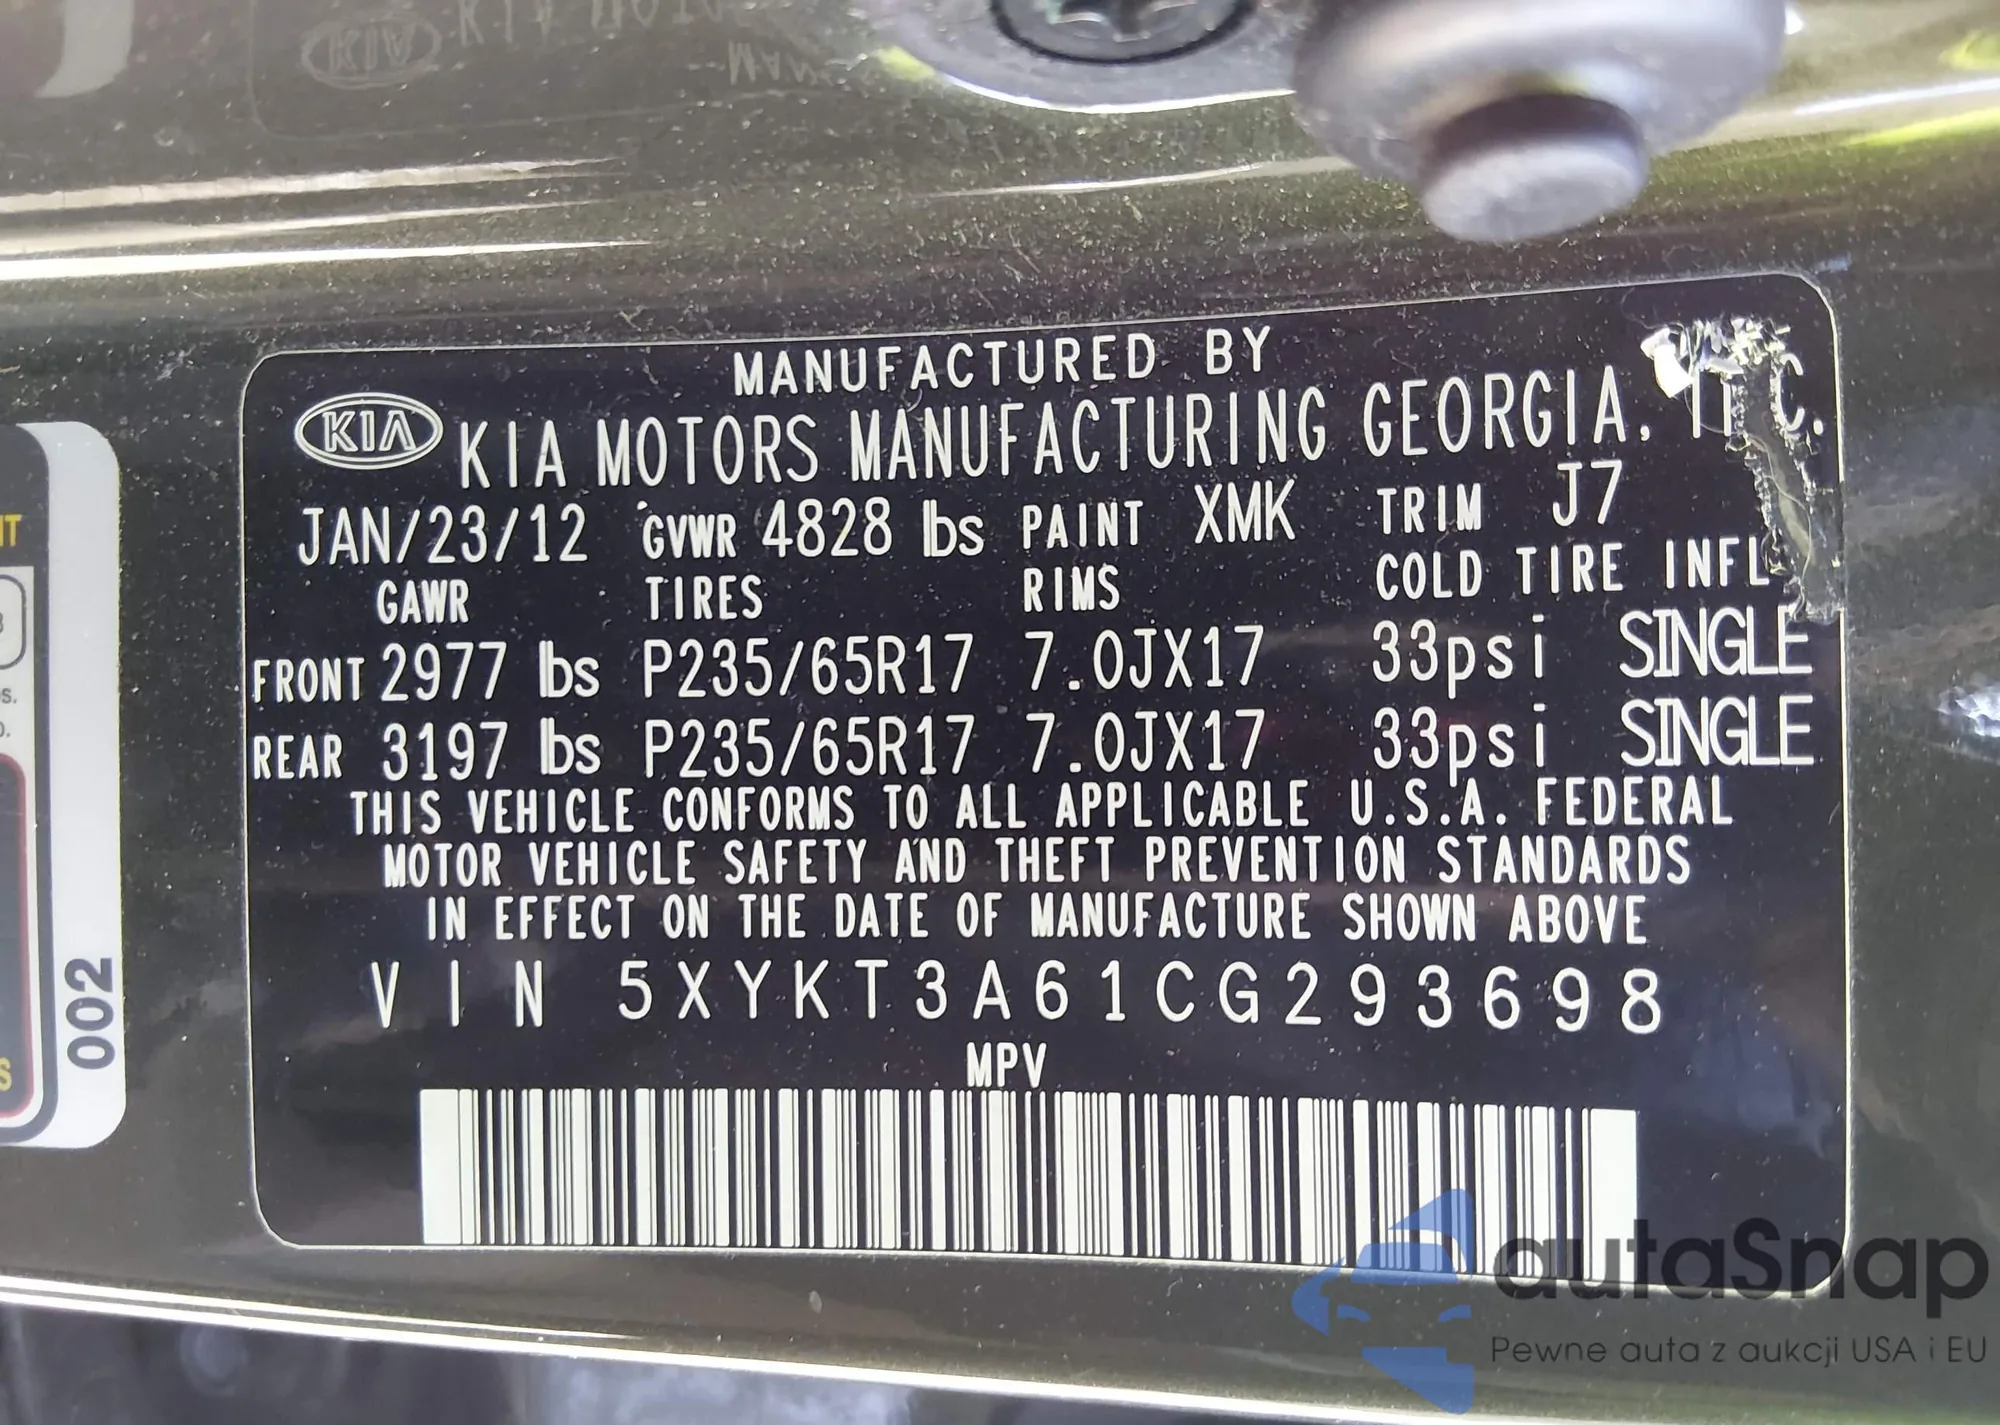 MANUFACTURED BY
KIA KIA MOTORS MANUFACTURING GEORGIA, INC.
JAN/23/12 GVWR 4828 lbs PAINT XMK TRIM J7
GAWR TIRES RIMS COLD TIRE INFL
FRONT 2977 lbs P235/65R17 7.0JX17 33psi SINGLE
REAR 3197 lbs P235/65R17 7.0JX17 33psi SINGLE
THIS VEHICLE CONFORMS TO ALL APPLICABLE U.S.A. FEDERAL
MOTOR VEHICLE SAFETY AND THEFT PREVENTION STANDARDS
IN EFFECT ON THE DATE OF MANUFACTURE SHOWN ABOVE
VIN 5XYKT3A61CG293698
MPV
002
autaSnap
Pewne auta z aukcji USA i EU